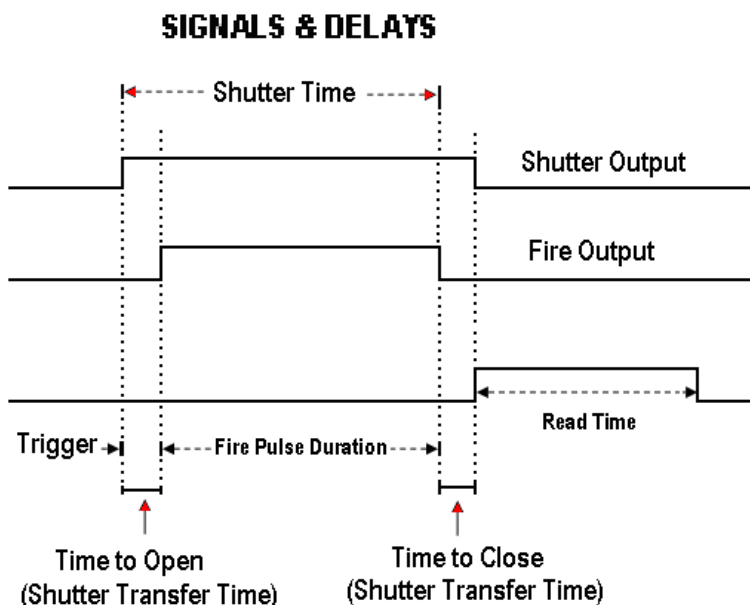 SIGNALS & DELAYS
Shutter Time
Shutter Output
Fire Output
Read Time
Trigger
Fire Pulse Duration
Time to Open
(Shutter Transfer Time)
Time to Close
(Shutter Transfer Time)